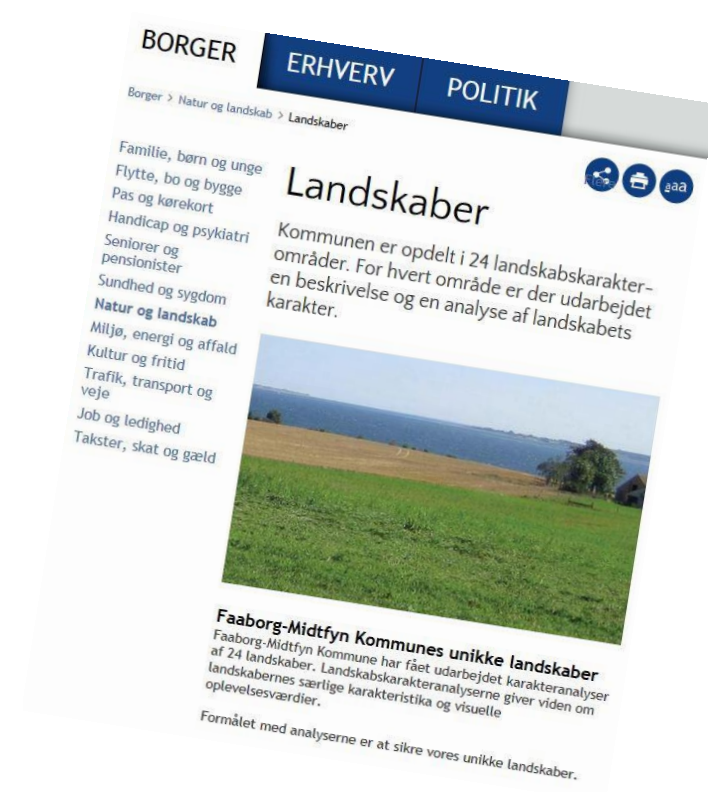 BORGER
ERHVERV
POLITIK
Borger > Natur og landskab > Landskaber
Familie, børn og unge
Flytte, bo og bygge
Pas og kørekort
Handicap og psykiatri
Seniorer og
pensionister
Sundhed og sygdom
Natur og landskab
Miljø, energi og affald
Kultur og fritid
Trafik, transport og
veje
Job og ledighed
Takster, skat og gæld
aaa
Landskaber
Kommunen er opdelt i 24 landskabskarakter-
områder. For hvert område er der udarbejdet
en beskrivelse og en analyse af landskabets
karakter.
Faaborg-Midtfyn Kommunes unikke landskaber
Faaborg-Midtfyn Kommune har fået udarbejdet karakteranalyser
af 24 landskaber. Landskabskarakteranalyserne giver viden om
landskabernes særlige karakteristika og visuelle
oplevelsesværdier.
Formålet med analyserne er at sikre vores unikke landskaber.